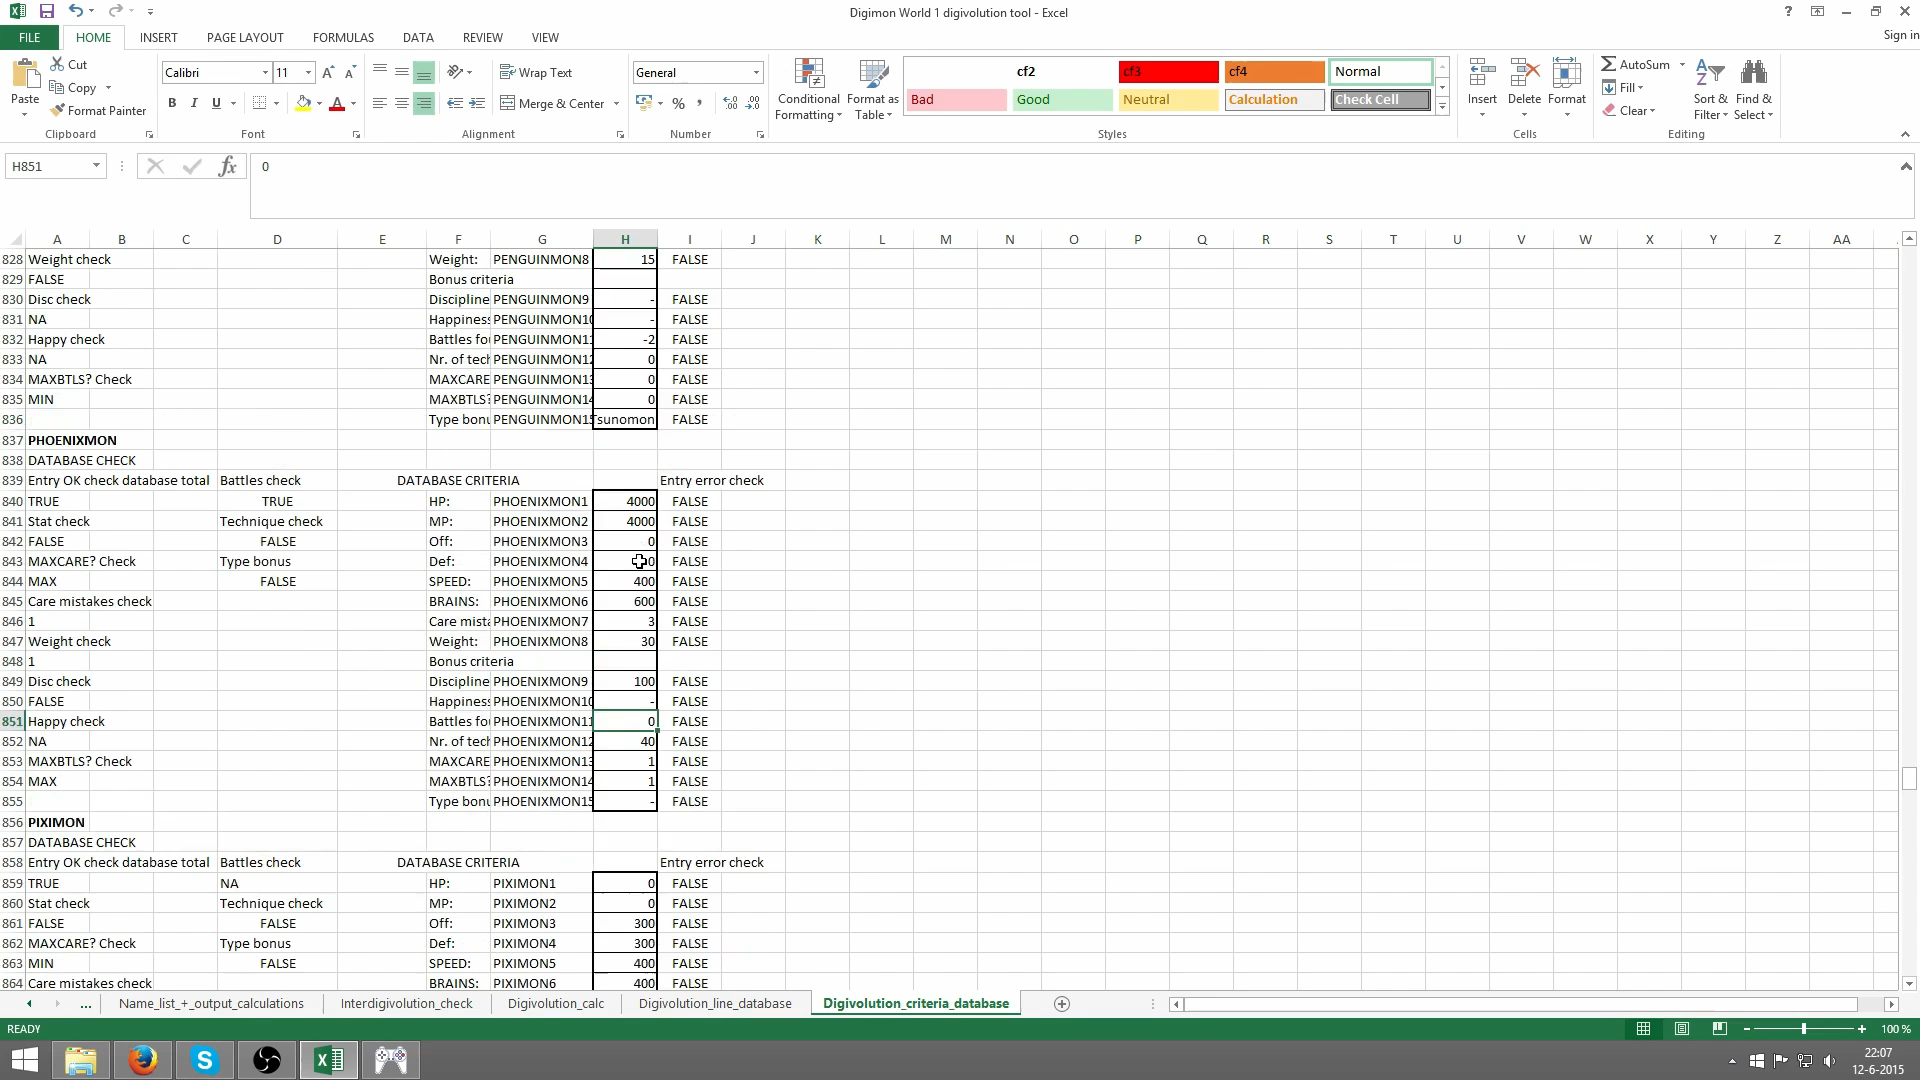 Digimon World 1 digivolution tool - Excel
?
FILE HOME INSERT PAGE LAYOUT FORMULAS DATA REVIEW VIEW Sign in
Paste
Cut
Copy
Format Painter
Clipboard
Calibri 11
B I U
Font
Wrap Text
Merge & Center
Alignment
General
Number
Conditional Formatting
Format as Table
cf2 cf3 cf4 Normal
Bad Good Neutral Calculation Check Cell
Styles
Insert Delete Format
Cells
AutoSum
Fill
Clear
Sort & Filter
Find & Select
Editing
H851 fx 0
A B C D E F G H I J K L M N O P Q R S T U V W X Y Z AA
828 Weight check Weight: PENGUINMON8 15 FALSE
829 FALSE Bonus criteria
830 Disc check Discipline PENGUINMON9 - FALSE
831 NA Happiness PENGUINMON10 - FALSE
832 Happy check Battles fo PENGUINMON11 -2 FALSE
833 NA Nr. of tech PENGUINMON12 0 FALSE
834 MAXBTLS? Check MAXCARE PENGUINMON13 0 FALSE
835 MIN MAXBTLS? PENGUINMON14 0 FALSE
836 Type bonu PENGUINMON15 Tsunomon FALSE
837 PHOENIXMON
838 DATABASE CHECK
839 Entry OK check database total Battles check DATABASE CRITERIA Entry error check
840 TRUE TRUE HP: PHOENIXMON1 4000 FALSE
841 Stat check Technique check MP: PHOENIXMON2 4000 FALSE
842 FALSE FALSE Off: PHOENIXMON3 0 FALSE
843 MAXCARE? Check Type bonus Def: PHOENIXMON4 0 FALSE
844 MAX FALSE SPEED: PHOENIXMON5 400 FALSE
845 Care mistakes check BRAINS: PHOENIXMON6 600 FALSE
846 1 Care mista PHOENIXMON7 3 FALSE
847 Weight check Weight: PHOENIXMON8 30 FALSE
848 1 Bonus criteria
849 Disc check Discipline PHOENIXMON9 100 FALSE
850 FALSE Happiness PHOENIXMON10 - FALSE
851 Happy check Battles fo PHOENIXMON11 0 FALSE
852 NA Nr. of tech PHOENIXMON12 40 FALSE
853 MAXBTLS? Check MAXCARE PHOENIXMON13 1 FALSE
854 MAX MAXBTLS? PHOENIXMON14 1 FALSE
855 Type bonu PHOENIXMON15 - FALSE
856 PIXIMON
857 DATABASE CHECK
858 Entry OK check database total Battles check DATABASE CRITERIA Entry error check
859 TRUE NA HP: PIXIMON1 0 FALSE
860 Stat check Technique check MP: PIXIMON2 0 FALSE
861 FALSE FALSE Off: PIXIMON3 300 FALSE
862 MAXCARE? Check Type bonus Def: PIXIMON4 300 FALSE
863 MIN FALSE SPEED: PIXIMON5 400 FALSE
864 Care mistakes check BRAINS: PIXIMON6 400 FALSE
... Name_list_+_output_calculations Interdigivolution_check Digivolution_calc Digivolution_line_database Digivolution_criteria_database
READY 100 %
22:07
12-6-2015